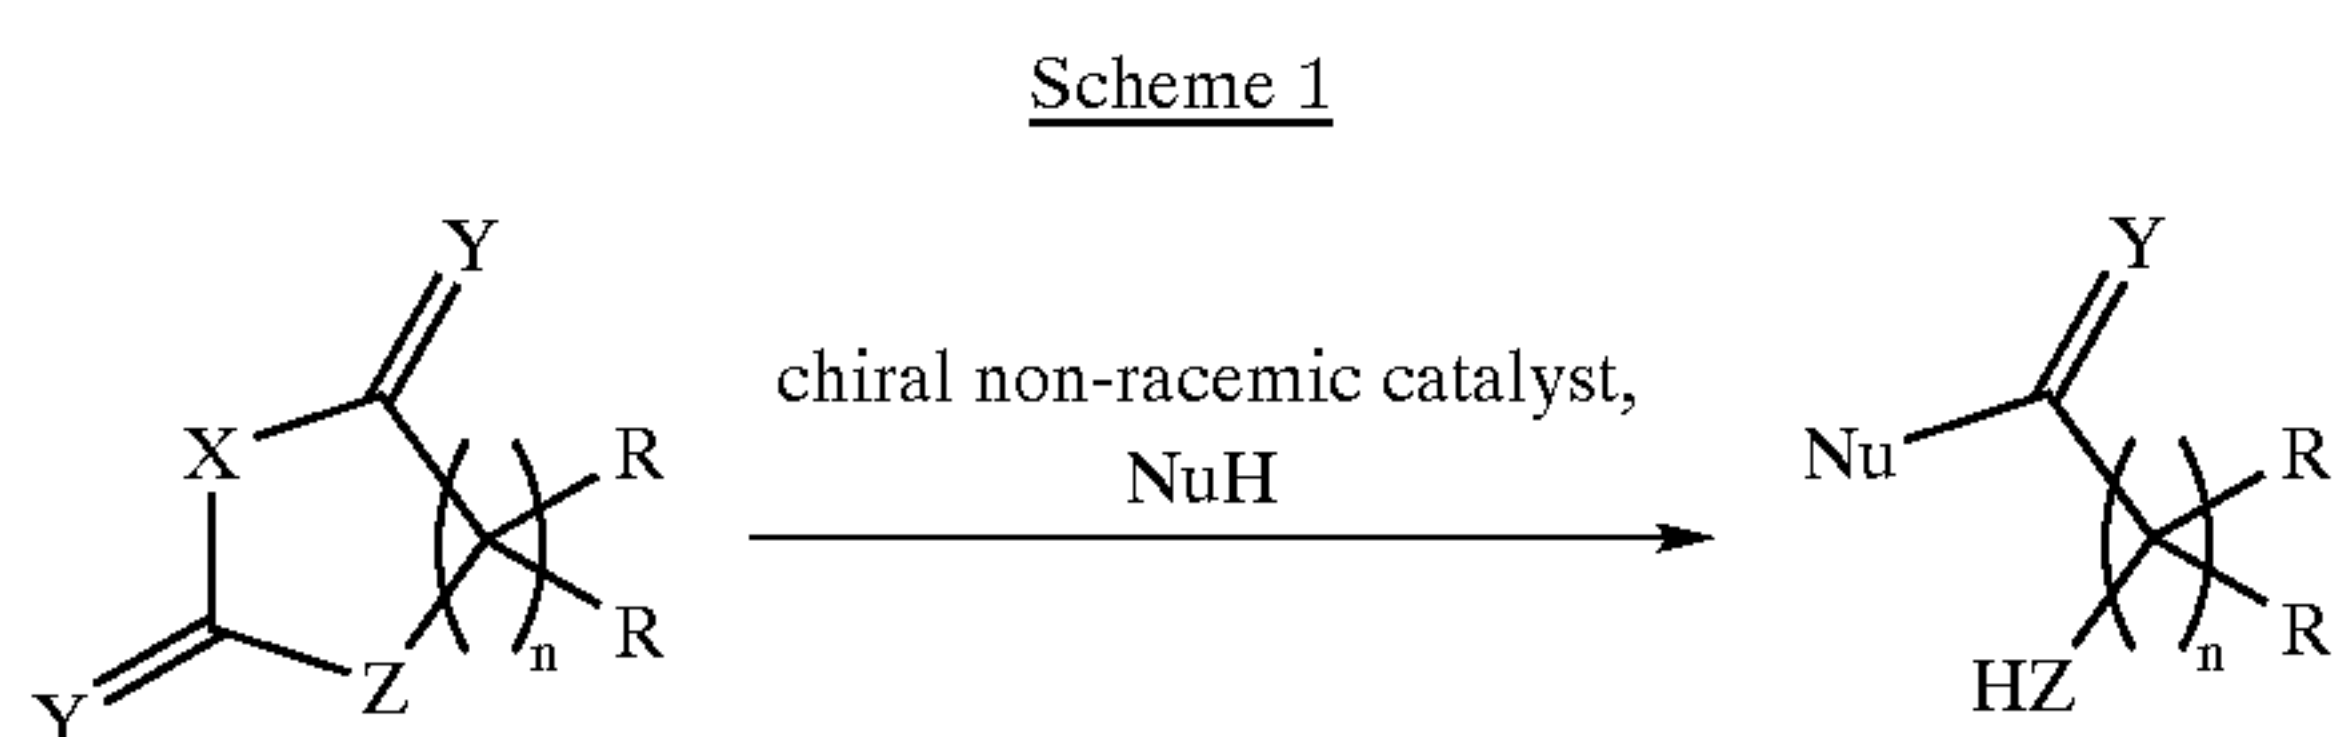 Scheme 1
Y
X
R
R
n
Z
Y
chiral non-racemic catalyst,
NuH
Y
Nu
R
R
n
HZ